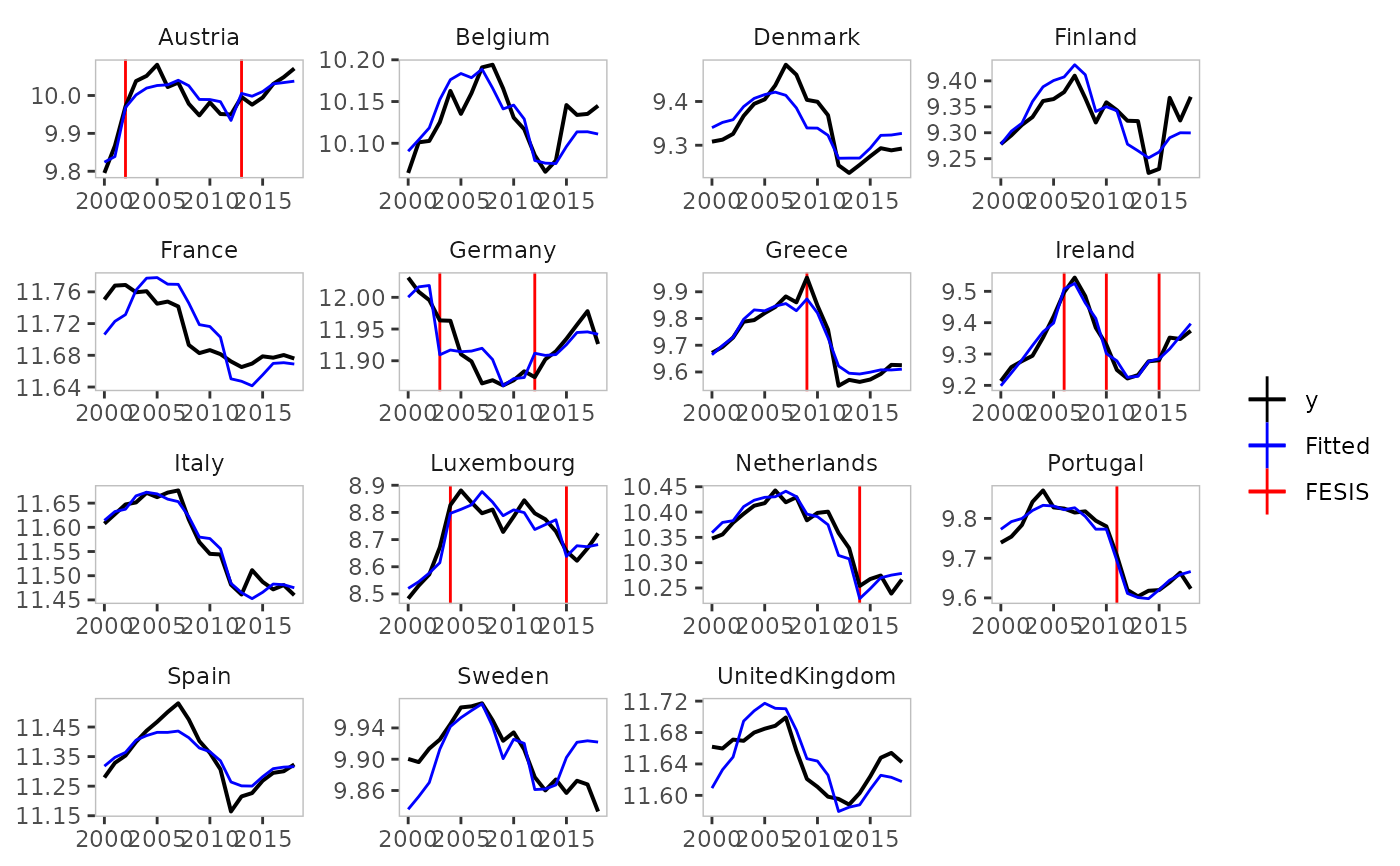 Austria Belgium Denmark Finland
10.0
9.9
9.8
2000 2005 2010 2015
10.20
10.15
10.10
2000 2005 2010 2015
9.4
9.3
2000 2005 2010 2015
9.40
9.35
9.30
9.25
2000 2005 2010 2015
France Germany Greece Ireland
11.76
11.72
11.68
11.64
2000 2005 2010 2015
12.00
11.95
11.90
2000 2005 2010 2015
9.9
9.8
9.7
9.6
2000 2005 2010 2015
9.5
9.4
9.3
9.2
2000 2005 2010 2015
Italy Luxembourg Netherlands Portugal
11.65
11.60
11.55
11.50
11.45
2000 2005 2010 2015
8.9
8.8
8.7
8.6
8.5
2000 2005 2010 2015
10.45
10.40
10.35
10.30
10.25
2000 2005 2010 2015
9.8
9.7
9.6
2000 2005 2010 2015
Spain Sweden UnitedKingdom
11.45
11.35
11.25
11.15
2000 2005 2010 2015
9.94
9.90
9.86
2000 2005 2010 2015
11.72
11.68
11.64
11.60
2000 2005 2010 2015
y
Fitted
FESIS